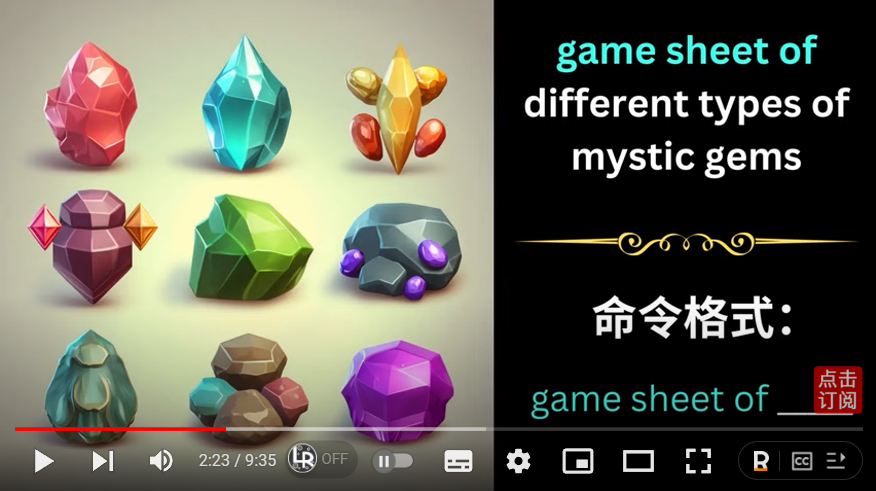 game sheet of
different types of
mystic gems
命令格式：
game sheet of ___
点击
订阅
2:23 / 9:35
LR
OFF
R
CC